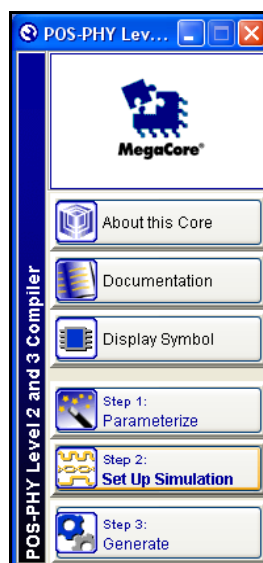 POS-PHY Lev...
MegaCore®
POS-PHY Level 2 and 3 Compiler
About this Core
Documentation
Display Symbol
Step 1:
Parameterize
Step 2:
Set Up Simulation
Step 3:
Generate